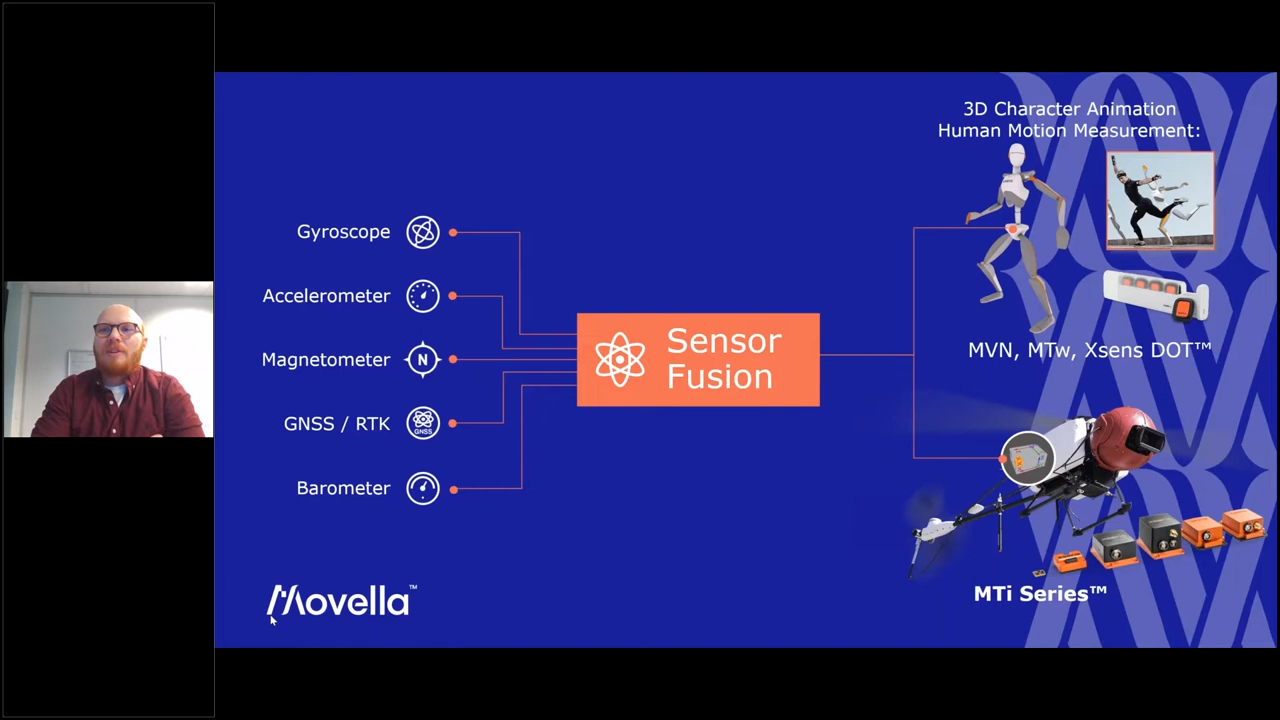 3D Character Animation
Human Motion Measurement:
Gyroscope
Accelerometer
Magnetometer
N
GNSS / RTK
GNSS
Barometer
Sensor
Fusion
MVN, MTw, Xsens DOT™
MTi Series™
Movella™